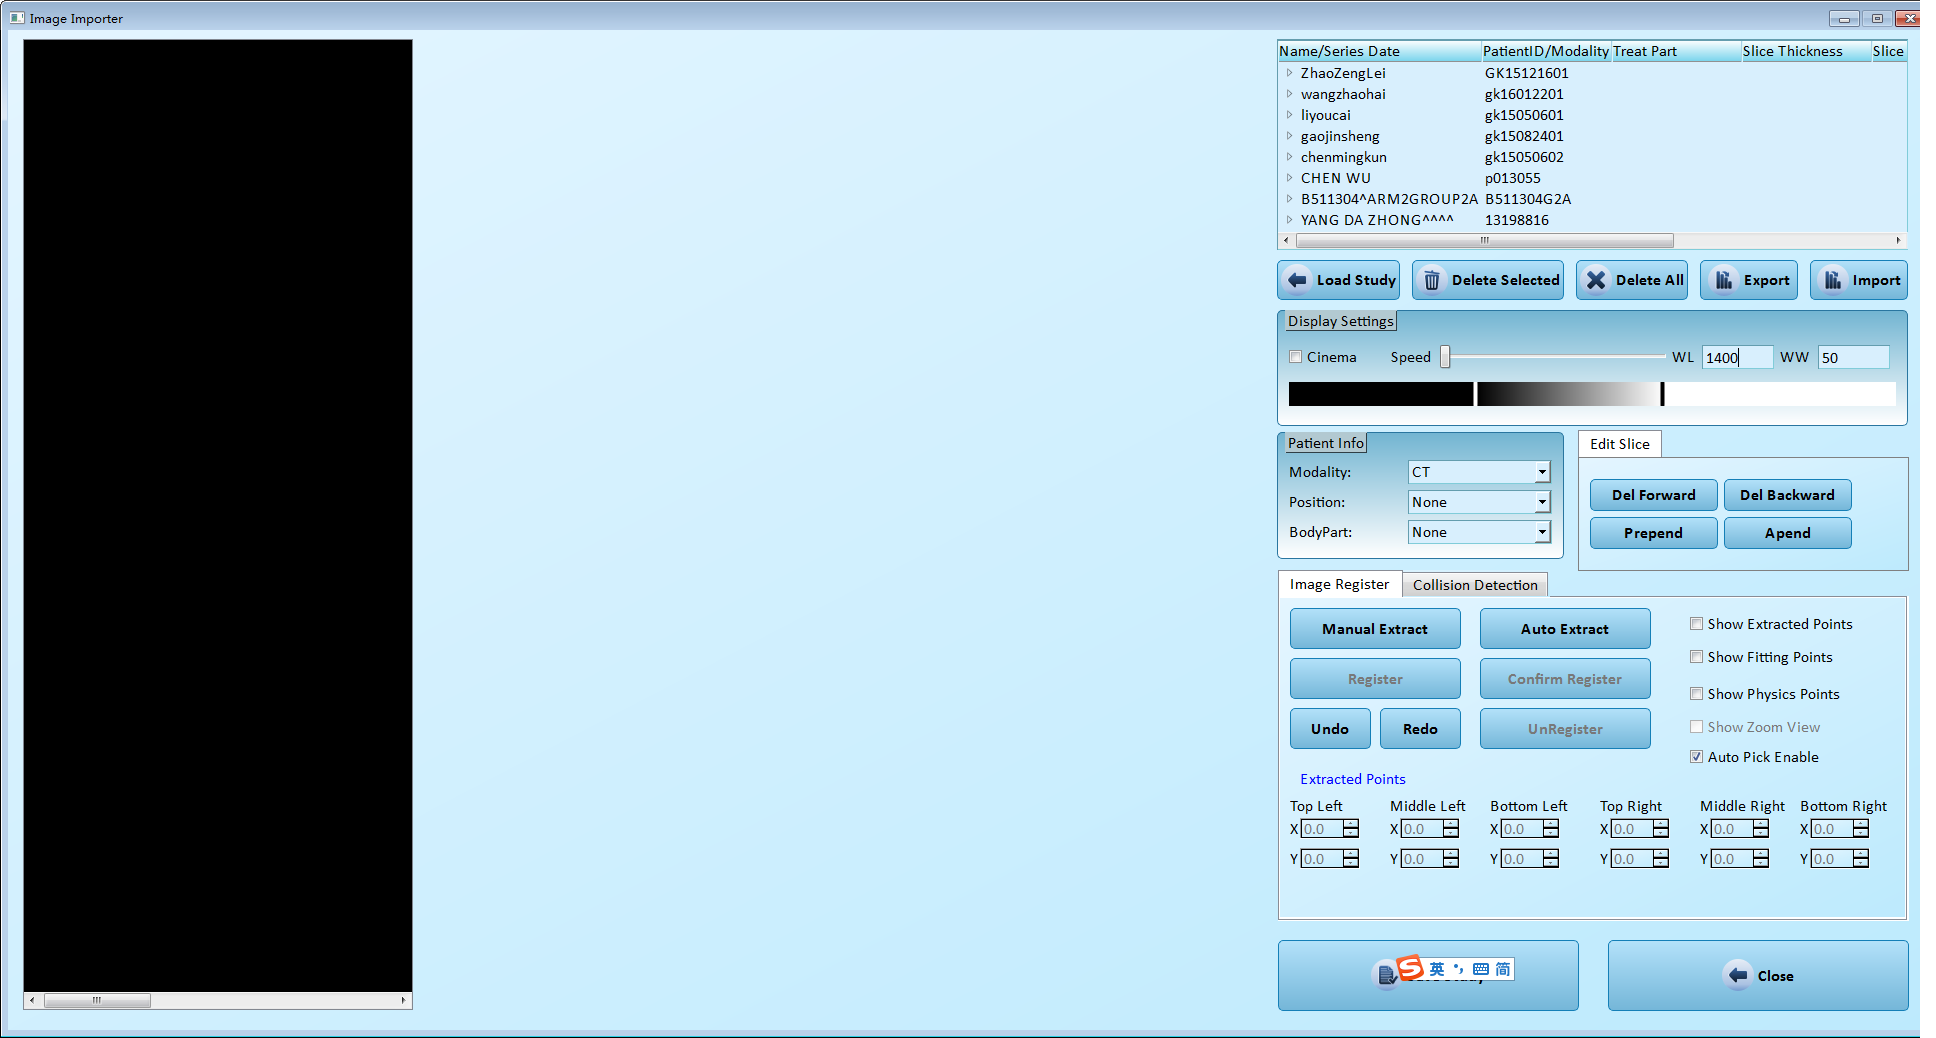 Image Importer
Name/Series Date PatientID/Modality Treat Part Slice Thickness Slice
ZhaoZengLei GK15121601
wangzhaohai gk16012201
liyoucai gk15050601
gaojinsheng gk15082401
chenmingkun gk15050602
CHEN WU p013055
B511304^ARM2GROUP2A B511304G2A
YANG DA ZHONG^^^^ 13198816
Load Study Delete Selected Delete All Export Import
Display Settings
Cinema Speed WL 1400 WW 50
Patient Info
Edit Slice
Modality: CT
Position: None
BodyPart: None
Del Forward Del Backward
Prepend Apend
Image Register Collision Detection
Manual Extract Auto Extract Show Extracted Points
Show Fitting Points
Register Confirm Register
Show Physics Points
Undo Redo UnRegister Show Zoom View
Auto Pick Enable
Extracted Points
Top Left Middle Left Bottom Left Top Right Middle Right Bottom Right
X 0.0 X 0.0 X 0.0 X 0.0 X 0.0 X 0.0
Y 0.0 Y 0.0 Y 0.0 Y 0.0 Y 0.0 Y 0.0
S 英 简
Close